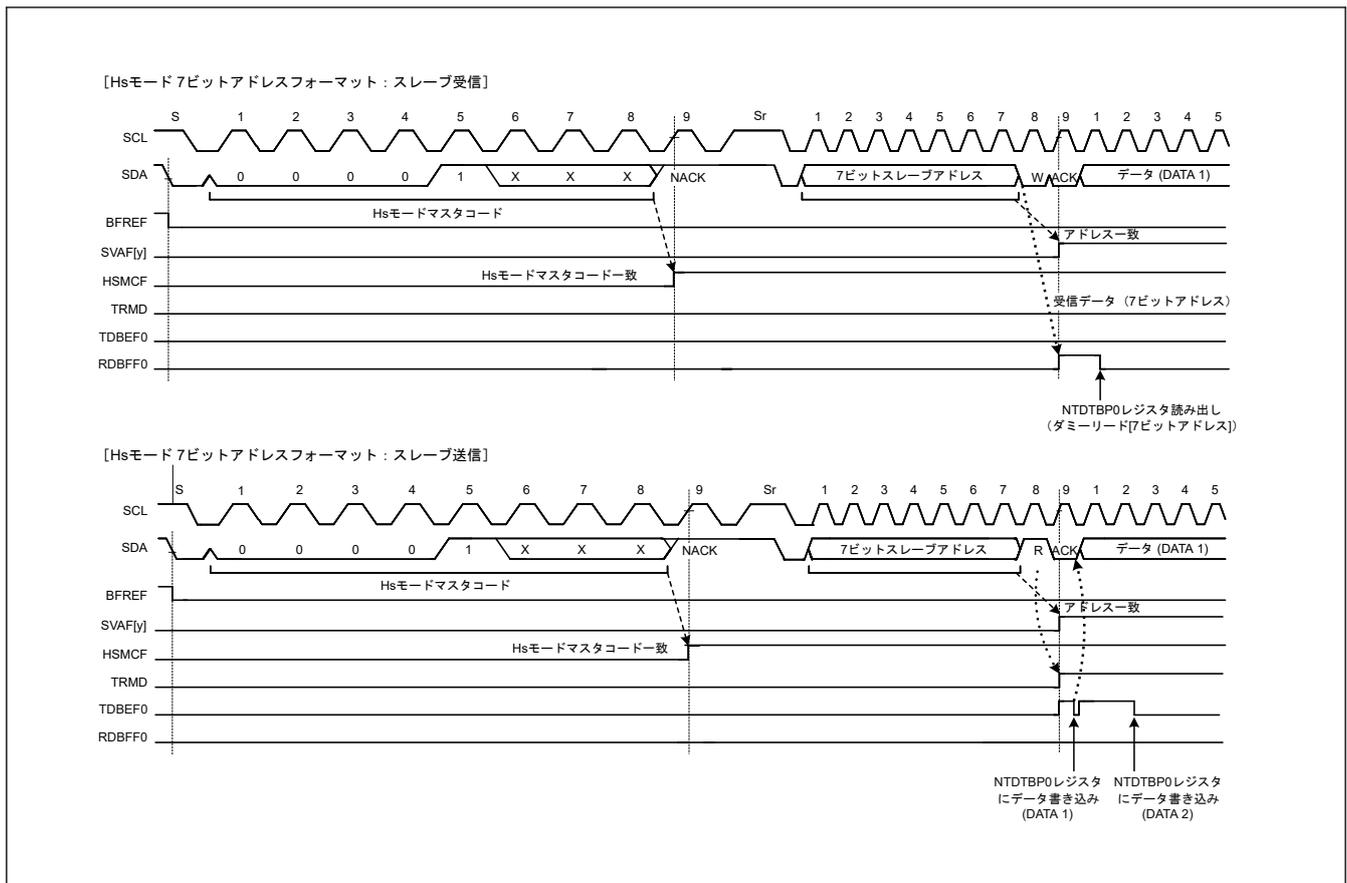 [Hsモード 7ビットアドレスフォーマット：スレーブ受信]
S 1 2 3 4 5 6 7 8 9 Sr 1 2 3 4 5 6 7 8 9 1 2 3 4 5
SCL
SDA 0 0 0 0 1 X X X NACK 7ビットスレーブアドレス W ACK データ (DATA 1)
Hsモードマスタコード
BFREF
アドレス一致
SVAF[y]
Hsモードマスタコード一致
HSMCF
受信データ（7ビットアドレス）
TRMD
TDBEF0
RDBFF0
NTDTBP0レジスタ読み出し
（ダミーリード[7ビットアドレス]）
[Hsモード 7ビットアドレスフォーマット：スレーブ送信]
S 1 2 3 4 5 6 7 8 9 Sr 1 2 3 4 5 6 7 8 9 1 2 3 4 5
SCL
SDA 0 0 0 0 1 X X X NACK 7ビットスレーブアドレス R ACK データ (DATA 1)
Hsモードマスタコード
BFREF
アドレス一致
SVAF[y]
Hsモードマスタコード一致
HSMCF
TRMD
TDBEF0
RDBFF0
NTDTBP0レジスタ
にデータ書き込み
(DATA 1)
NTDTBP0レジスタ
にデータ書き込み
(DATA 2)